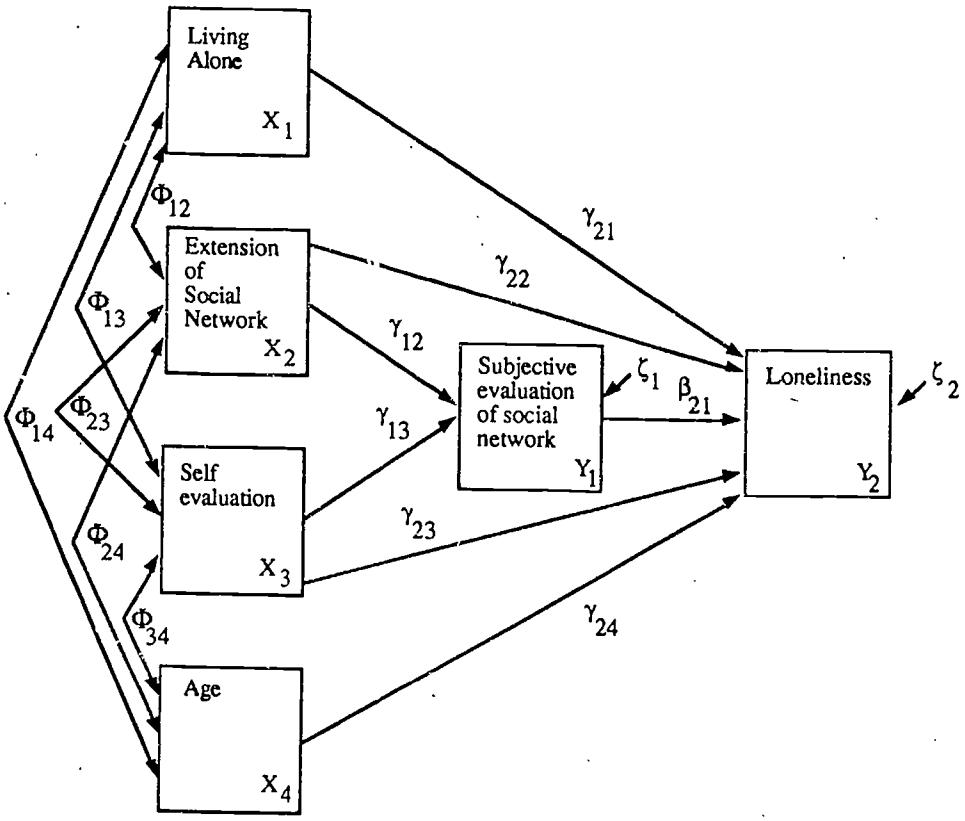 Living
Alone
X1
Φ12
γ21
Extension
of
Social
Network
X2
γ22
Φ13
γ12
Subjective
evaluation
of social
network
Y1
ζ1
β21
Loneliness
Y2
ζ2
Φ14
Φ23
γ13
Self
evaluation
X3
γ23
Φ24
Φ34
γ24
Age
X4